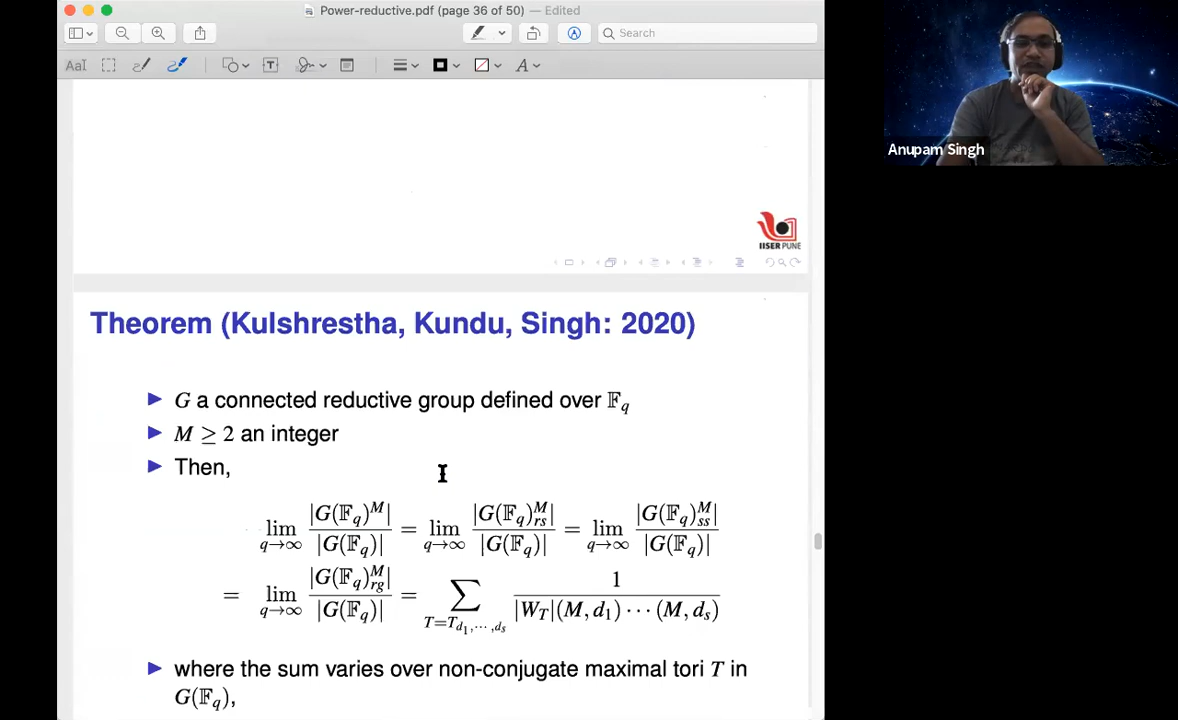 Power-reductive.pdf (page 36 of 50) — Edited
Search
AaI
T
A
Anupam Singh
IISER PUNE
Theorem (Kulshrestha, Kundu, Singh: 2020)
G a connected reductive group defined over 𝔽_q
M ≥ 2 an integer
Then,
lim_{q→∞} |G(𝔽_q)^M| / |G(𝔽_q)| = lim_{q→∞} |G(𝔽_q)^M_{rs}| / |G(𝔽_q)| = lim_{q→∞} |G(𝔽_q)^M_{ss}| / |G(𝔽_q)|
= lim_{q→∞} |G(𝔽_q)^M_{rg}| / |G(𝔽_q)| = ∑_{T=T_{d_1,⋯,d_s}} 1 / |W_T|(M, d_1) ⋯ (M, d_s)
where the sum varies over non-conjugate maximal tori T in
G(𝔽_q),